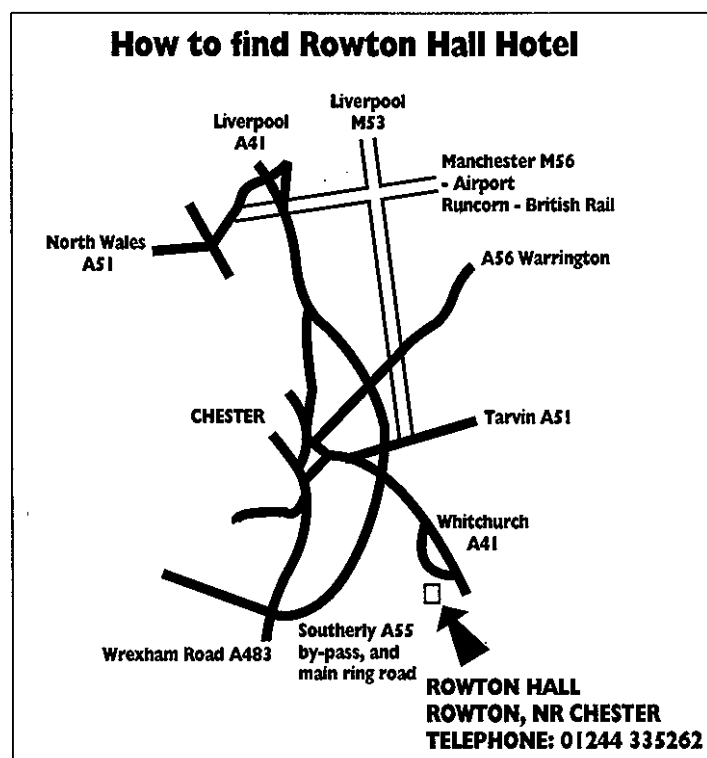 How to find Rowton Hall Hotel
Liverpool
M53
Liverpool
A41
Manchester M56
- Airport
Runcorn - British Rail
North Wales
A51
A56 Warrington
CHESTER
Tarvin A51
Whitchurch
A41
Wrexham Road A483
Southerly A55
by-pass, and
main ring road
ROWTON HALL
ROWTON, NR CHESTER
TELEPHONE: 01244 335262